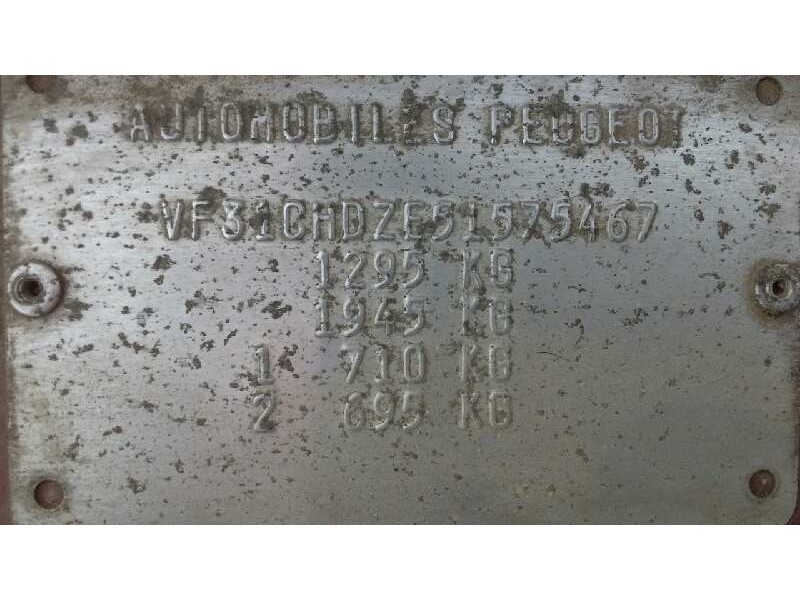 AUTOMOBILES PEUGEOT
VF31CHDZE51575467
1295 KG
1945 KG
1 710 KG
2 695 KG